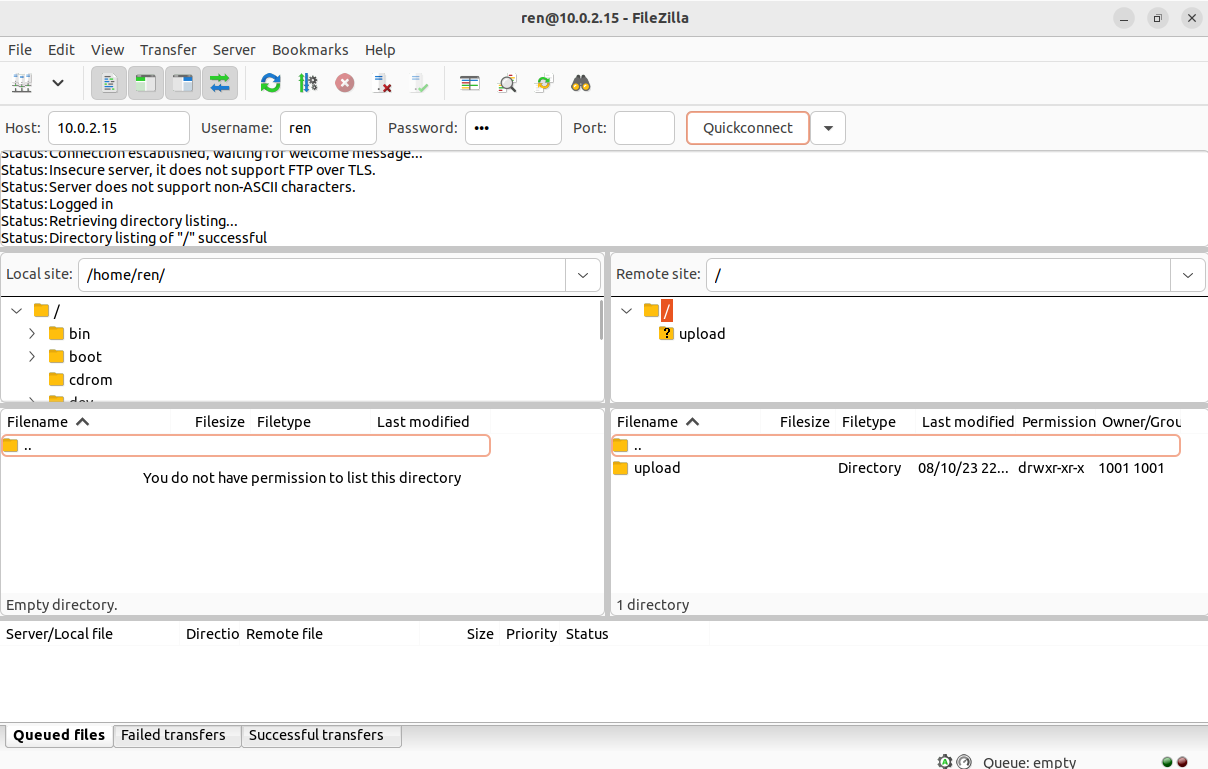 ren@10.0.2.15 - FileZilla
File Edit View Transfer Server Bookmarks Help
Host: 10.0.2.15 Username: ren Password: ••• Port: Quickconnect
Status: Connection established, waiting for welcome message...
Status: Insecure server, it does not support FTP over TLS.
Status: Server does not support non-ASCII characters.
Status: Logged in
Status: Retrieving directory listing...
Status: Directory listing of "/" successful
Local site: /home/ren/
/
bin
boot
cdrom
dev
Filename Filesize Filetype Last modified
..
You do not have permission to list this directory
Empty directory.
Remote site: /
/
? upload
Filename Filesize Filetype Last modified Permission Owner/Grou
..
upload Directory 08/10/23 22... drwxr-xr-x 1001 1001
1 directory
Server/Local file Directio Remote file Size Priority Status
Queued files Failed transfers Successful transfers
Queue: empty